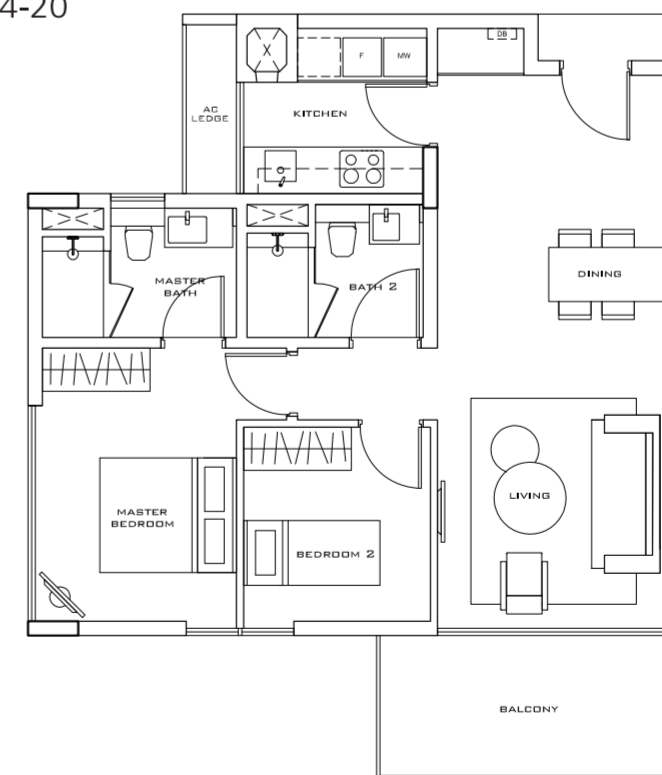 4-20
DB
X
F
MW
AC
LEDGE
KITCHEN
MASTER
BATH
BATH 2
DINING
MASTER
BEDROOM
LIVING
BEDROOM 2
BALCONY